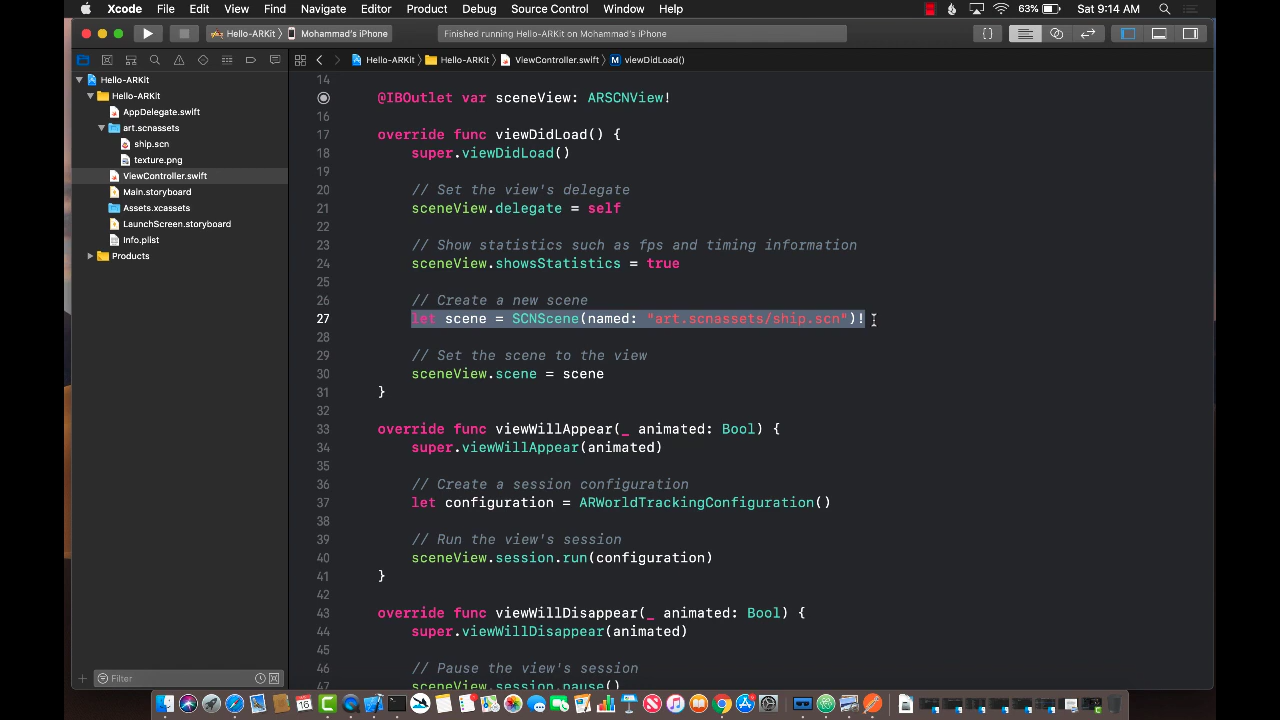 Xcode File Edit View Find Navigate Editor Product Debug Source Control Window Help 63% Sat 9:14 AM
Hello-ARKit Mohammad's iPhone Finished running Hello-ARKit on Mohammad's iPhone
Hello-ARKit Hello-ARKit ViewController.swift M viewDidLoad()
Hello-ARKit
Hello-ARKit
AppDelegate.swift
art.scnassets
ship.scn
texture.png
ViewController.swift
Main.storyboard
Assets.xcassets
LaunchScreen.storyboard
Info.plist
Products
Filter
14
@IBOutlet var sceneView: ARSCNView!
16
17 override func viewDidLoad() {
18 super.viewDidLoad()
19
20 // Set the view's delegate
21 sceneView.delegate = self
22
23 // Show statistics such as fps and timing information
24 sceneView.showsStatistics = true
25
26 // Create a new scene
27 let scene = SCNScene(named: "art.scnassets/ship.scn")!
28
29 // Set the scene to the view
30 sceneView.scene = scene
31 }
32
33 override func viewWillAppear(_ animated: Bool) {
34 super.viewWillAppear(animated)
35
36 // Create a session configuration
37 let configuration = ARWorldTrackingConfiguration()
38
39 // Run the view's session
40 sceneView.session.run(configuration)
41 }
42
43 override func viewWillDisappear(_ animated: Bool) {
44 super.viewWillDisappear(animated)
45
46 // Pause the view's session
47 sceneView.session.pause()